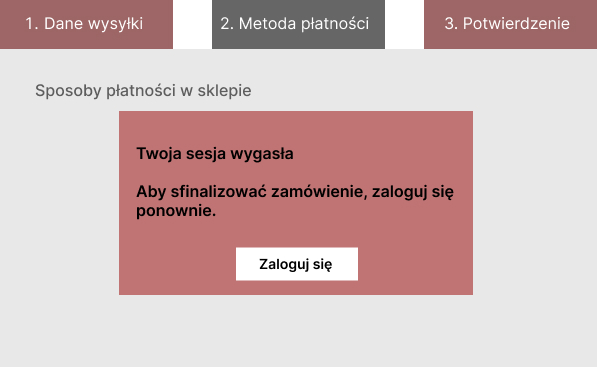 1. Dane wysyłki
2. Metoda płatności
3. Potwierdzenie
Sposoby płatności w sklepie
Twoja sesja wygasła
Aby sfinalizować zamówienie, zaloguj się
ponownie.
Zaloguj się